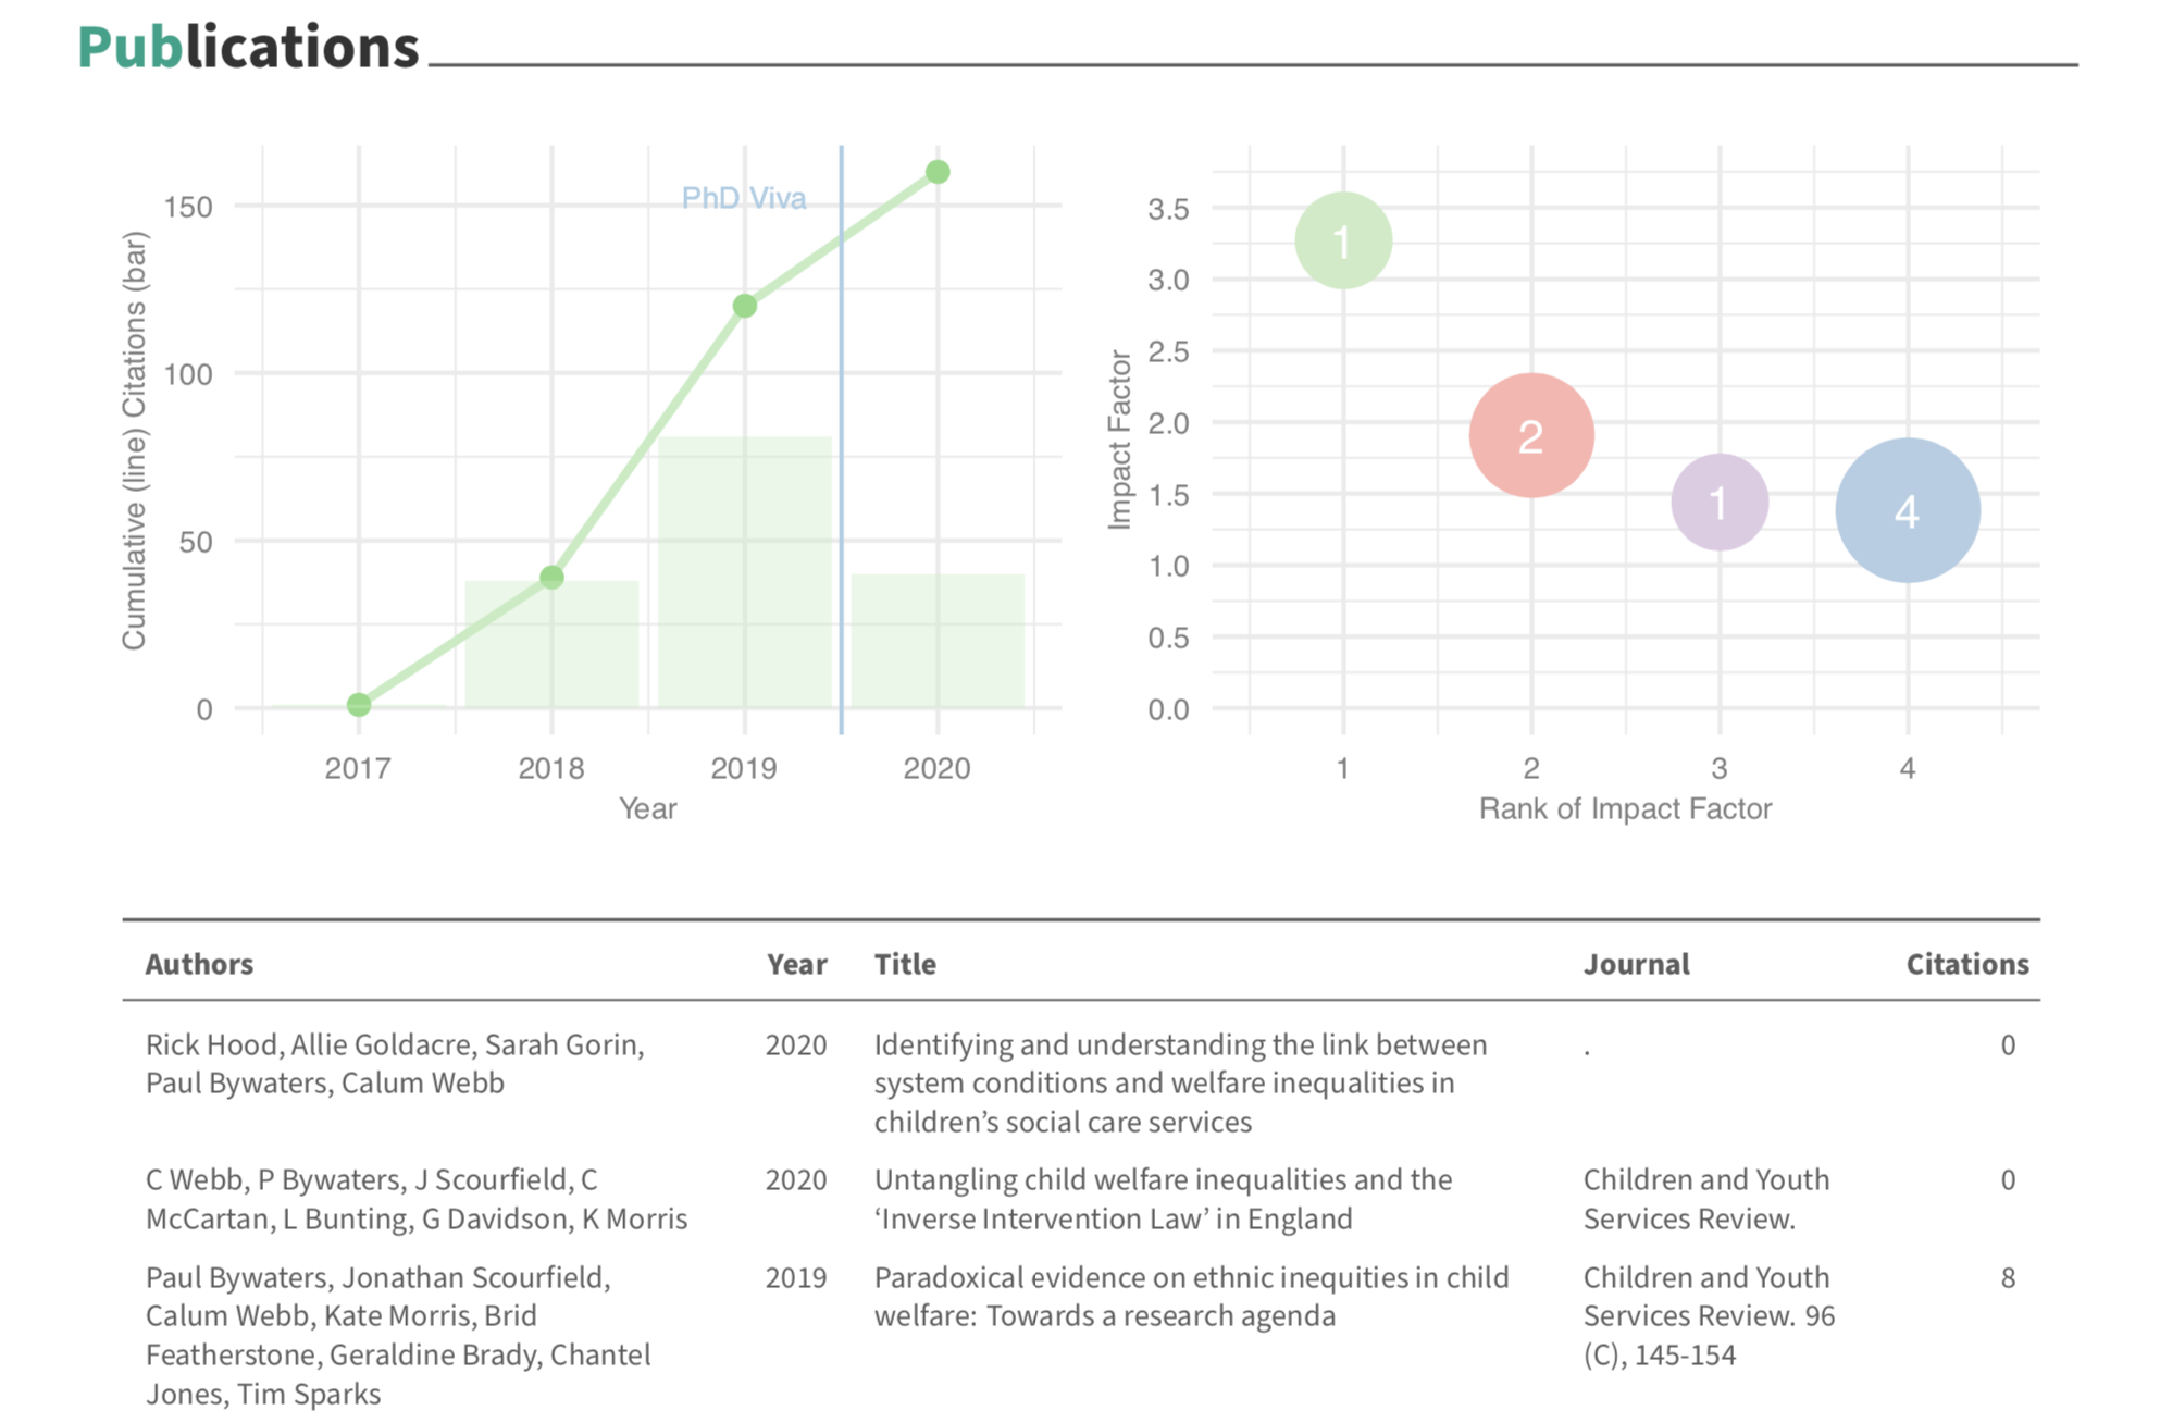 Publications
PhD Viva
Cumulative (line) Citations (bar)
150
100
50
0
2017 2018 2019 2020
Year
Impact Factor
3.5
3.0
2.5
2.0
1.5
1.0
0.5
0.0
1
2
1
4
1 2 3 4
Rank of Impact Factor
Authors Year Title Journal Citations
Rick Hood, Allie Goldacre, Sarah Gorin, 2020 Identifying and understanding the link between . 0
Paul Bywaters, Calum Webb system conditions and welfare inequalities in
children’s social care services
C Webb, P Bywaters, J Scourfield, C 2020 Untangling child welfare inequalities and the Children and Youth 0
McCartan, L Bunting, G Davidson, K Morris ‘Inverse Intervention Law’ in England Services Review.
Paul Bywaters, Jonathan Scourfield, 2019 Paradoxical evidence on ethnic inequities in child Children and Youth 8
Calum Webb, Kate Morris, Brid welfare: Towards a research agenda Services Review. 96
Featherstone, Geraldine Brady, Chantel (C), 145-154
Jones, Tim Sparks